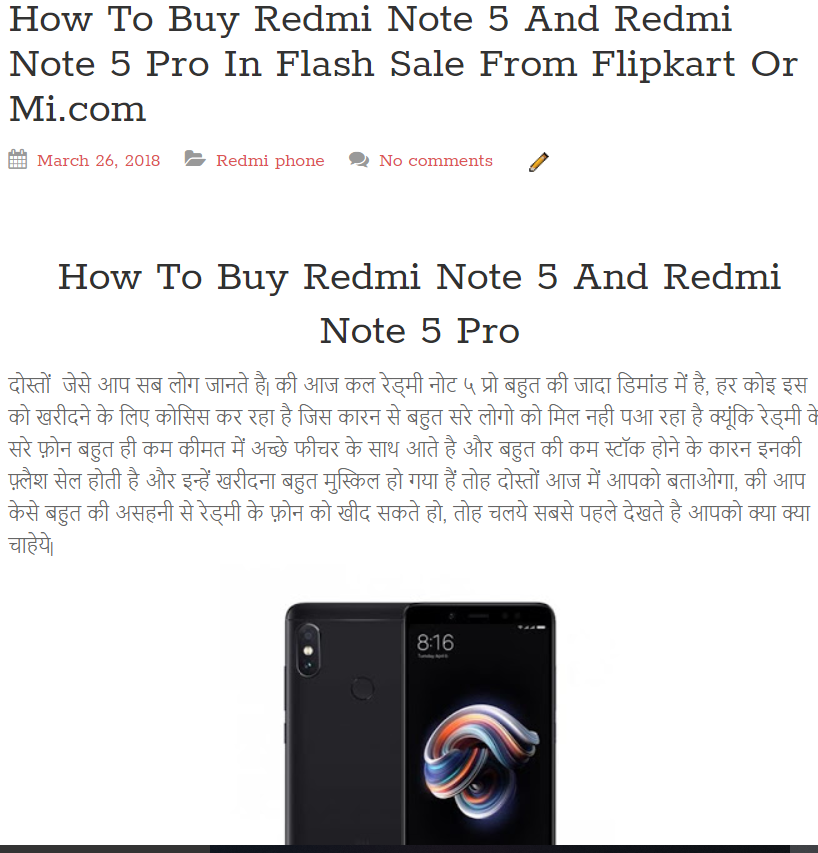 How To Buy Redmi Note 5 And Redmi
Note 5 Pro In Flash Sale From Flipkart Or
Mi.com
March 26, 2018 Redmi phone No comments
How To Buy Redmi Note 5 And Redmi
Note 5 Pro
दोस्तों जेसे आप सब लोग जानते है| की आज कल रेड्मी नोट ५ प्रो बहुत की जादा डिमांड में है, हर कोइ इस
को खरीदने के लिए कोसिस कर रहा है जिस कारन से बहुत सरे लोगो को मिल नही पआ रहा है क्यूंकि रेड्मी के
सरे फ़ोन बहुत ही कम कीमत में अच्छे फीचर के साथ आते है और बहुत की कम स्टॉक होने के कारन इनकी
फ़्लैश सेल होती है और इन्हें खरीदना बहुत मुस्किल हो गया हैं तोह दोस्तों आज में आपको बताओगा, की आप
केसे बहुत की असहनी से रेड्मी के फ़ोन को खीद सकते हो, तोह चलये सबसे पहले देखते है आपको क्या क्या
चाहेये|
8:16